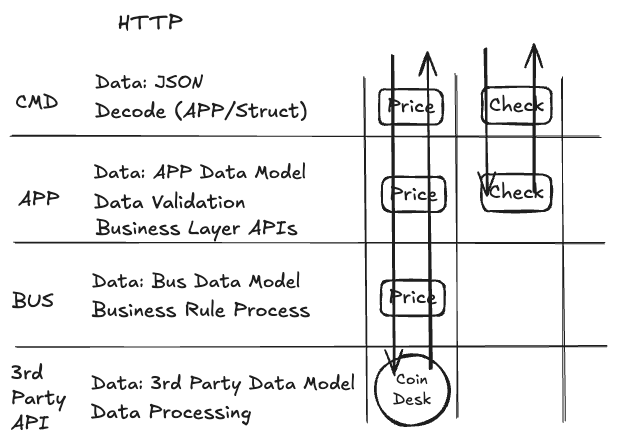 HTTP
CMD
Data: JSON
Decode (APP/Struct)
Price
Check
APP
Data: APP Data Model
Data Validation
Business Layer APIs
Price
Check
BUS
Data: Bus Data Model
Business Rule Process
Price
3rd
Party
API
Data: 3rd Party Data Model
Data Processing
Coin
Desk